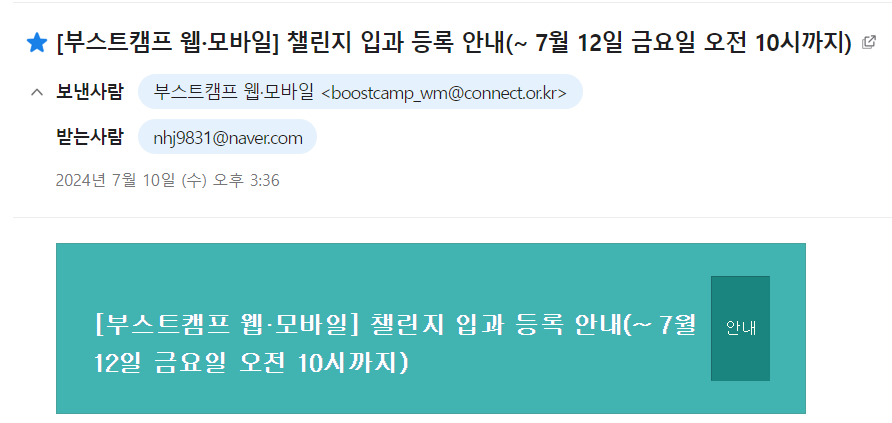 [부스트캠프 웹·모바일] 챌린지 입과 등록 안내(~ 7월 12일 금요일 오전 10시까지)
보낸사람 부스트캠프 웹·모바일 <boostcamp_wm@connect.or.kr>
받는사람 nhj9831@naver.com
2024년 7월 10일 (수) 오후 3:36
[부스트캠프 웹·모바일] 챌린지 입과 등록 안내(~ 7월
12일 금요일 오전 10시까지)
안내